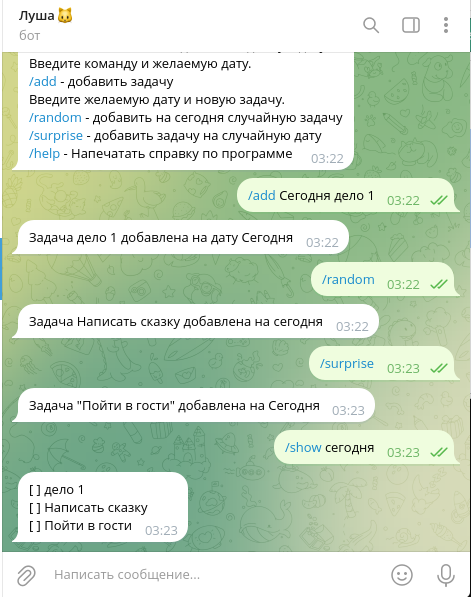 Луша🐱
бот
Введите команду и желаемую дату.
/add - добавить задачу
Введите желаемую дату и новую задачу.
/random - добавить на сегодня случайную задачу
/surprise - добавить задачу на случайную дату
/help - Напечатать справку по программе
03:22
/add Сегодня дело 1 03:22
Задача дело 1 добавлена на дату Сегодня 03:22
/random 03:22
Задача Написать сказку добавлена на сегодня 03:22
/surprise 03:23
Задача "Пойти в гости" добавлена на Сегодня 03:23
/show сегодня 03:23
[ ] дело 1
[ ] Написать сказку
[ ] Пойти в гости 03:23
Написать сообщение...